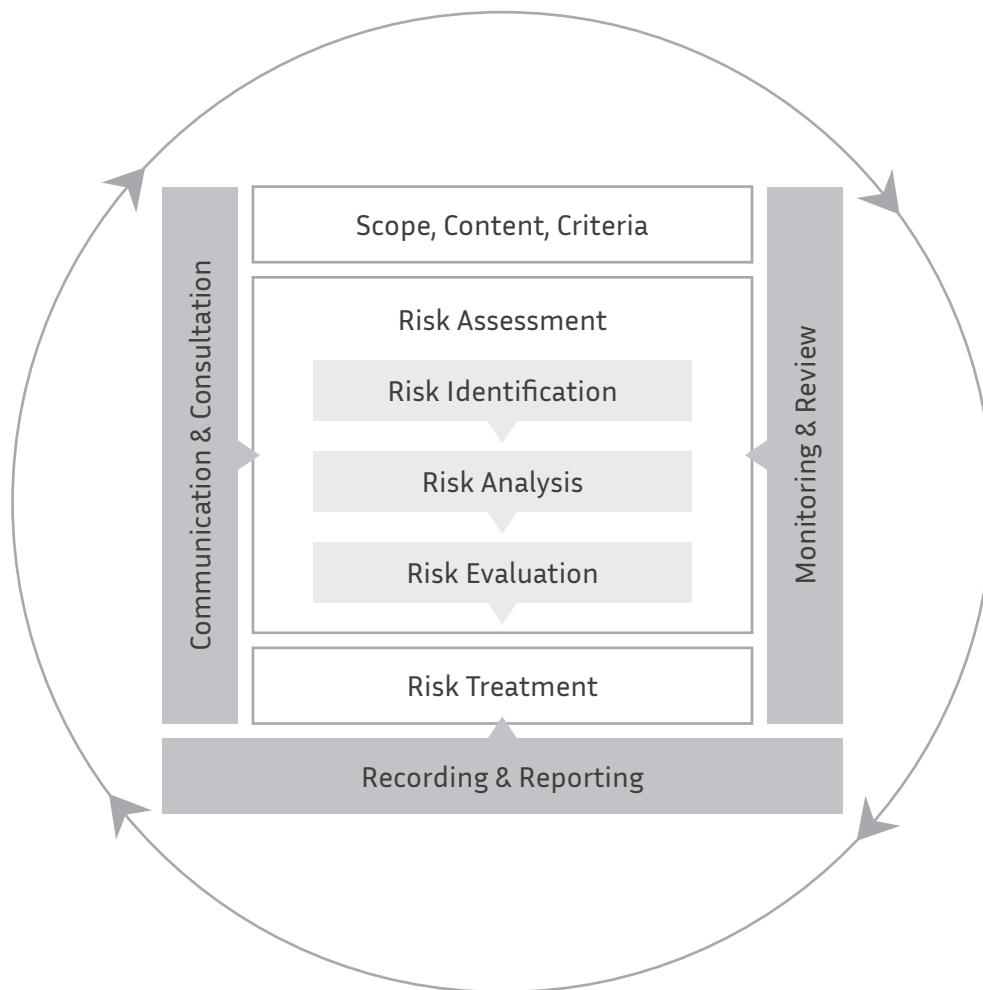 Scope, Content, Criteria
Communication & Consultation
Risk Assessment
Risk Identification
Risk Analysis
Risk Evaluation
Monitoring & Review
Risk Treatment
Recording & Reporting